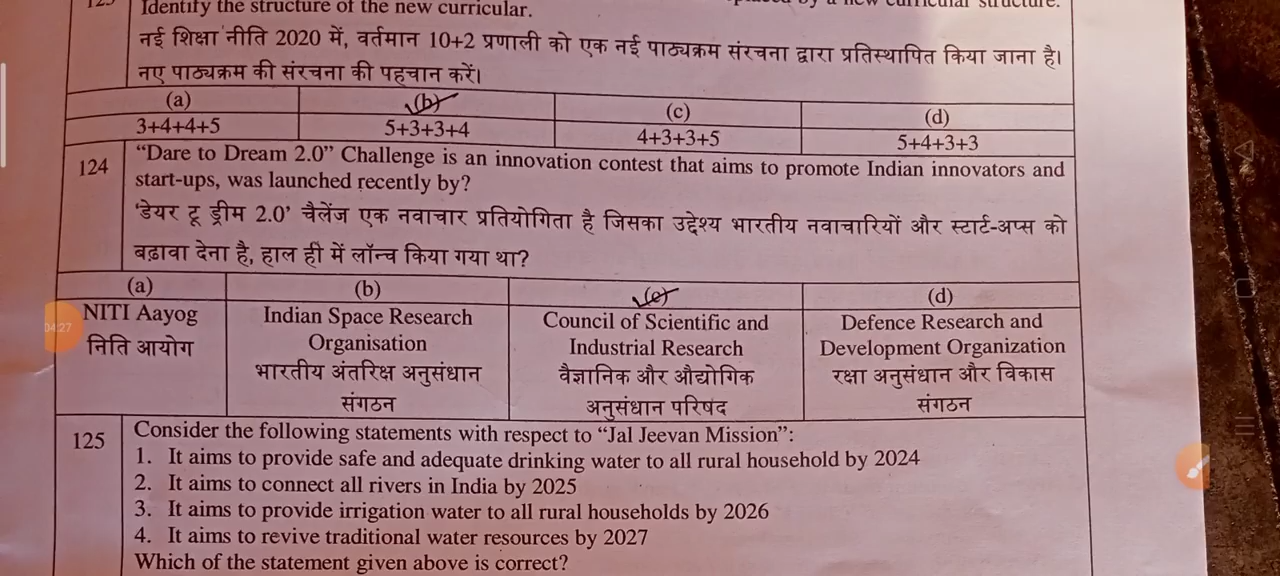 Identify the structure of the new curricular.
नई शिक्षा नीति 2020 में, वर्तमान 10+2 प्रणाली को एक नई पाठ्यक्रम संरचना द्वारा प्रतिस्थापित किया जाना है।
नए पाठ्यक्रम की संरचना की पहचान करें।
(a) (b) (c) (d)
3+4+4+5 5+3+3+4 4+3+3+5 5+4+3+3
124 “Dare to Dream 2.0” Challenge is an innovation contest that aims to promote Indian innovators and
start-ups, was launched recently by?
‘डेयर टू ड्रीम 2.0’ चैलेंज एक नवाचार प्रतियोगिता है जिसका उद्देश्य भारतीय नवाचारियों और स्टार्ट-अप्स को
बढ़ावा देना है, हाल ही में लॉन्च किया गया था?
(a) (b) (c) (d)
NITI Aayog Indian Space Research Council of Scientific and Defence Research and
निति आयोग Organisation Industrial Research Development Organization
भारतीय अंतरिक्ष अनुसंधान वैज्ञानिक और औद्योगिक रक्षा अनुसंधान और विकास
संगठन अनुसंधान परिषद संगठन
04:27
125 Consider the following statements with respect to “Jal Jeevan Mission”:
1. It aims to provide safe and adequate drinking water to all rural household by 2024
2. It aims to connect all rivers in India by 2025
3. It aims to provide irrigation water to all rural households by 2026
4. It aims to revive traditional water resources by 2027
Which of the statement given above is correct?